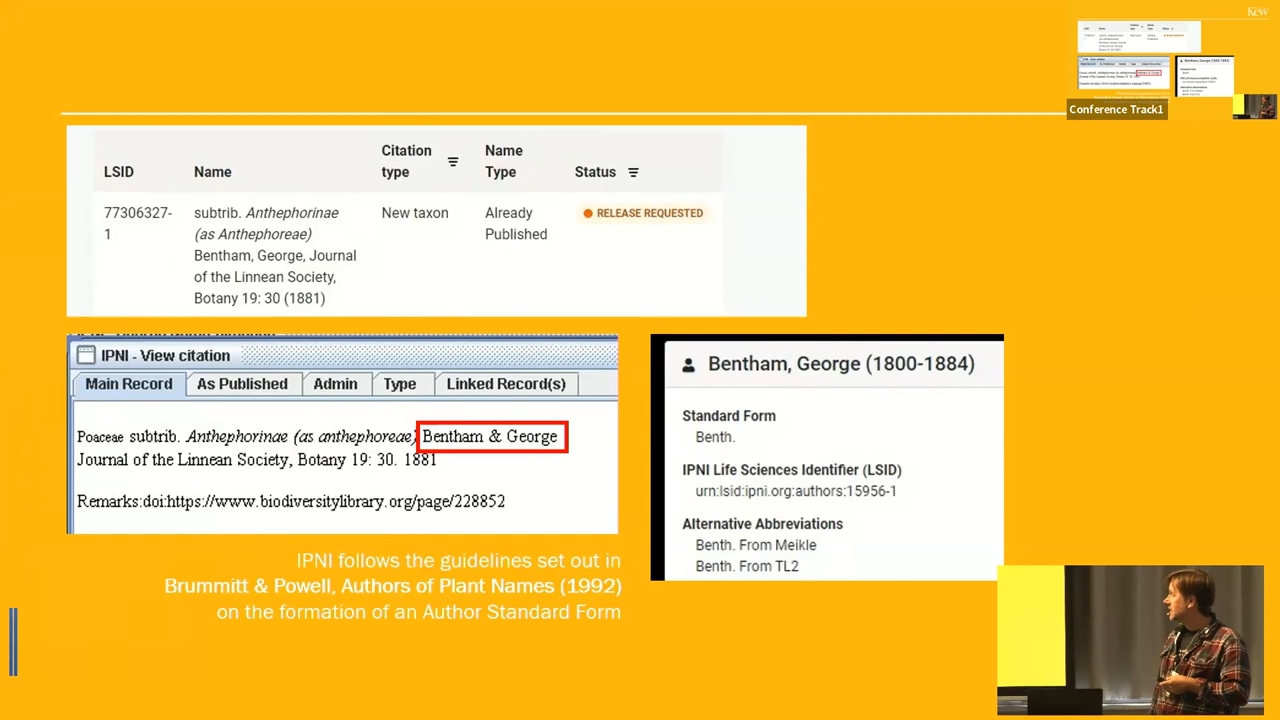 Kew
Conference Track1
LSID Name Citation type Name Type Status
77306327-1
subtrib. Anthephorinae
(as Anthephoreae)
Bentham, George, Journal
of the Linnean Society,
Botany 19: 30 (1881)
New taxon
Already
Published
RELEASE REQUESTED
IPNI - View citation
Main Record As Published Admin Type Linked Record(s)
Poaceae subtrib. Anthephorinae (as anthephoreae) Bentham & George
Journal of the Linnean Society, Botany 19: 30. 1881
Remarks:doi:https://www.biodiversitylibrary.org/page/228852
Bentham, George (1800-1884)
Standard Form
Benth.
IPNI Life Sciences Identifier (LSID)
urn:lsid:ipni.org:authors:15956-1
Alternative Abbreviations
Benth. From Meikle
Benth. From TL2
IPNI follows the guidelines set out in
Brummitt & Powell, Authors of Plant Names (1992)
on the formation of an Author Standard Form